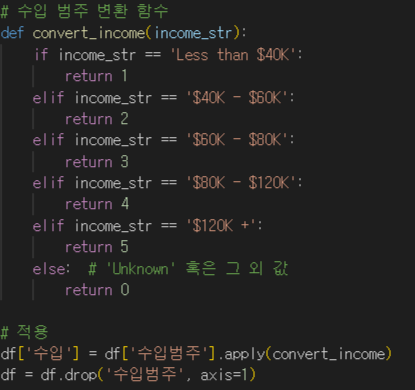 # 수입 범주 변환 함수
def convert_income(income_str):
    if income_str == 'Less than $40K':
        return 1
    elif income_str == '$40K - $60K':
        return 2
    elif income_str == '$60K - $80K':
        return 3
    elif income_str == '$80K - $120K':
        return 4
    elif income_str == '$120K +':
        return 5
    else:  # 'Unknown' 혹은 그 외 값
        return 0

# 적용
df['수입'] = df['수입범주'].apply(convert_income)
df = df.drop('수입범주', axis=1)